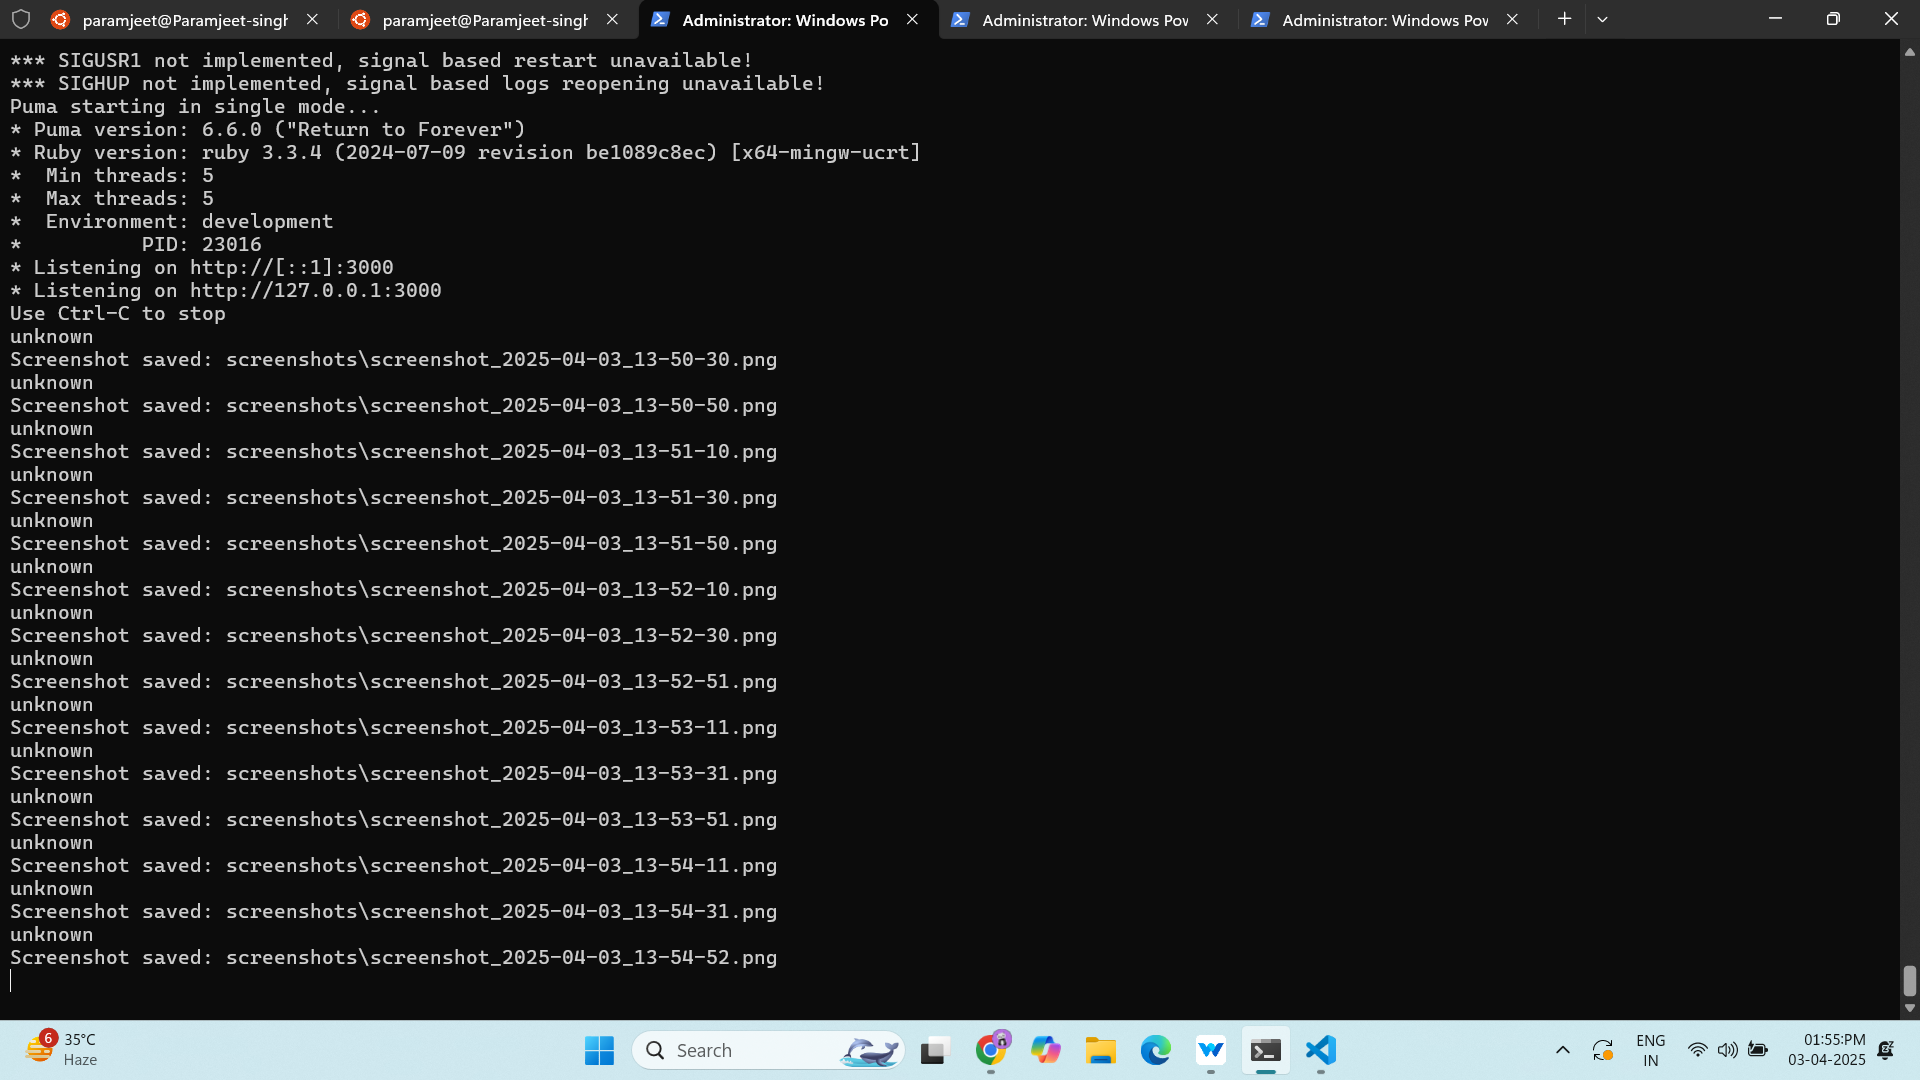 paramjeet@Paramjeet-singh
paramjeet@Paramjeet-singh
Administrator: Windows Po
Administrator: Windows Pov
Administrator: Windows Pov
*** SIGUSR1 not implemented, signal based restart unavailable!
*** SIGHUP not implemented, signal based logs reopening unavailable!
Puma starting in single mode...
* Puma version: 6.6.0 ("Return to Forever")
* Ruby version: ruby 3.3.4 (2024-07-09 revision be1089c8ec) [x64-mingw-ucrt]
*  Min threads: 5
*  Max threads: 5
*  Environment: development
*          PID: 23016
* Listening on http://[::1]:3000
* Listening on http://127.0.0.1:3000
Use Ctrl-C to stop
unknown
Screenshot saved: screenshots\screenshot_2025-04-03_13-50-30.png
unknown
Screenshot saved: screenshots\screenshot_2025-04-03_13-50-50.png
unknown
Screenshot saved: screenshots\screenshot_2025-04-03_13-51-10.png
unknown
Screenshot saved: screenshots\screenshot_2025-04-03_13-51-30.png
unknown
Screenshot saved: screenshots\screenshot_2025-04-03_13-51-50.png
unknown
Screenshot saved: screenshots\screenshot_2025-04-03_13-52-10.png
unknown
Screenshot saved: screenshots\screenshot_2025-04-03_13-52-30.png
unknown
Screenshot saved: screenshots\screenshot_2025-04-03_13-52-51.png
unknown
Screenshot saved: screenshots\screenshot_2025-04-03_13-53-11.png
unknown
Screenshot saved: screenshots\screenshot_2025-04-03_13-53-31.png
unknown
Screenshot saved: screenshots\screenshot_2025-04-03_13-53-51.png
unknown
Screenshot saved: screenshots\screenshot_2025-04-03_13-54-11.png
unknown
Screenshot saved: screenshots\screenshot_2025-04-03_13-54-31.png
unknown
Screenshot saved: screenshots\screenshot_2025-04-03_13-54-52.png
6
35°C
Haze
Search
ENG
IN
01:55:PM
03-04-2025